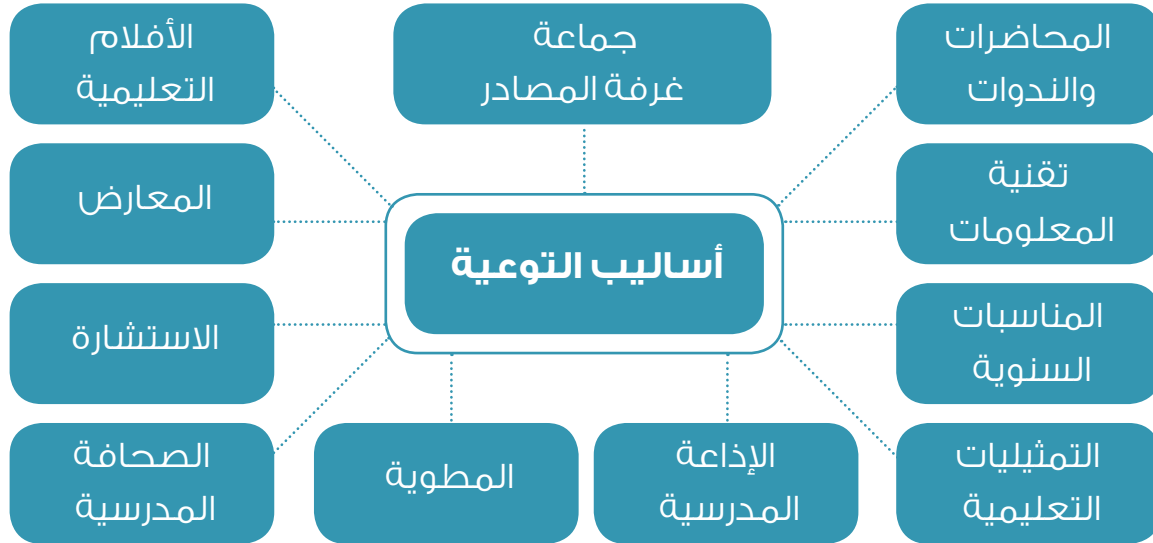 المحاضرات
والندوات
جماعة
غرفة المصادر
الأفلام
التعليمية
تقنية
المعلومات
المعارض
أساليب التوعية
المناسبات
السنوية
الاستشارة
التمثيليات
التعليمية
الإذاعة
المدرسية
المطوية
الصحافة
المدرسية